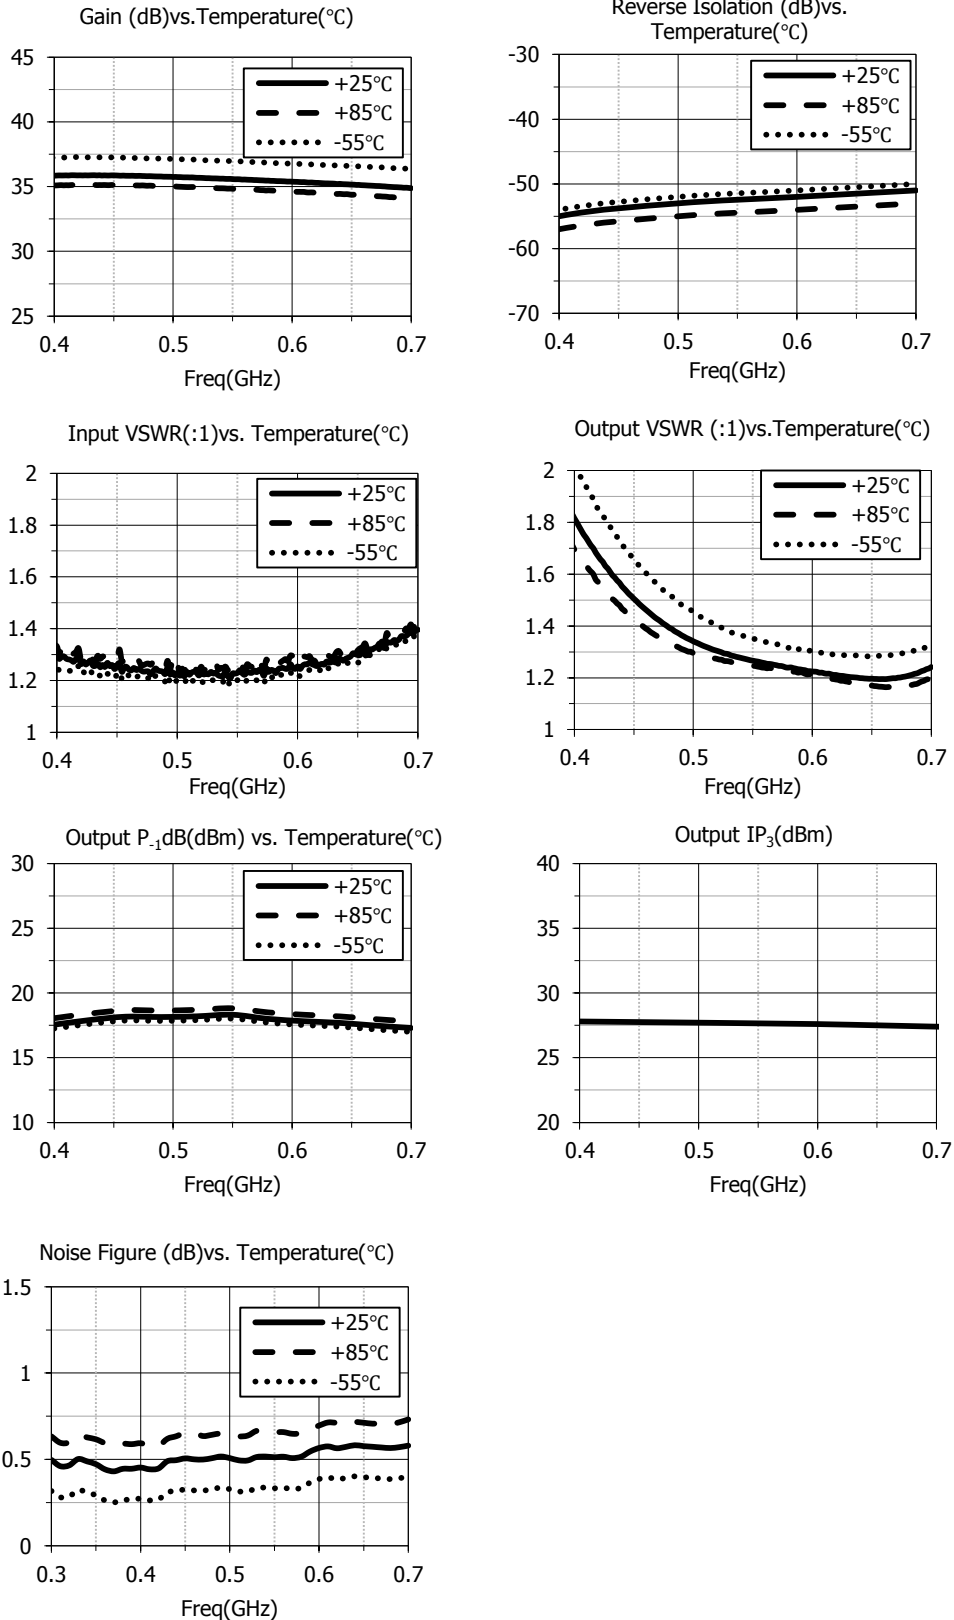 Gain (dB)vs.Temperature(℃)
45
40
35
30
25
+25℃
+85℃
-55℃
0.4 0.5 0.6 0.7
Freq(GHz)
Reverse Isolation (dB)vs.
Temperature(℃)
-30
-40
-50
-60
-70
+25℃
+85℃
-55℃
0.4 0.5 0.6 0.7
Freq(GHz)
Input VSWR(:1)vs. Temperature(℃)
2
1.8
1.6
1.4
1.2
1
+25℃
+85℃
-55℃
0.4 0.5 0.6 0.7
Freq(GHz)
Output VSWR (:1)vs.Temperature(℃)
2
1.8
1.6
1.4
1.2
1
+25℃
+85℃
-55℃
0.4 0.5 0.6 0.7
Freq(GHz)
Output P-1dB(dBm) vs. Temperature(℃)
30
25
20
15
10
+25℃
+85℃
-55℃
0.4 0.5 0.6 0.7
Freq(GHz)
Output IP3(dBm)
40
35
30
25
20
0.4 0.5 0.6 0.7
Freq(GHz)
Noise Figure (dB)vs. Temperature(℃)
1.5
1
0.5
0
+25℃
+85℃
-55℃
0.3 0.4 0.5 0.6 0.7
Freq(GHz)